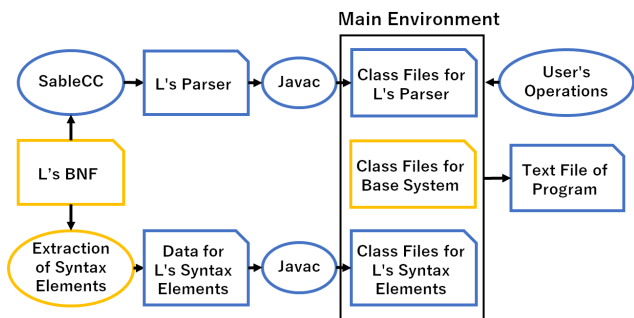 Main Environment
SableCC
L's Parser
Javac
Class Files for
L's Parser
User's
Operations
L's BNF
Class Files for
Base System
Text File of
Program
Extraction
of Syntax
Elements
Data for
L's Syntax
Elements
Javac
Class Files for
L's Syntax
Elements